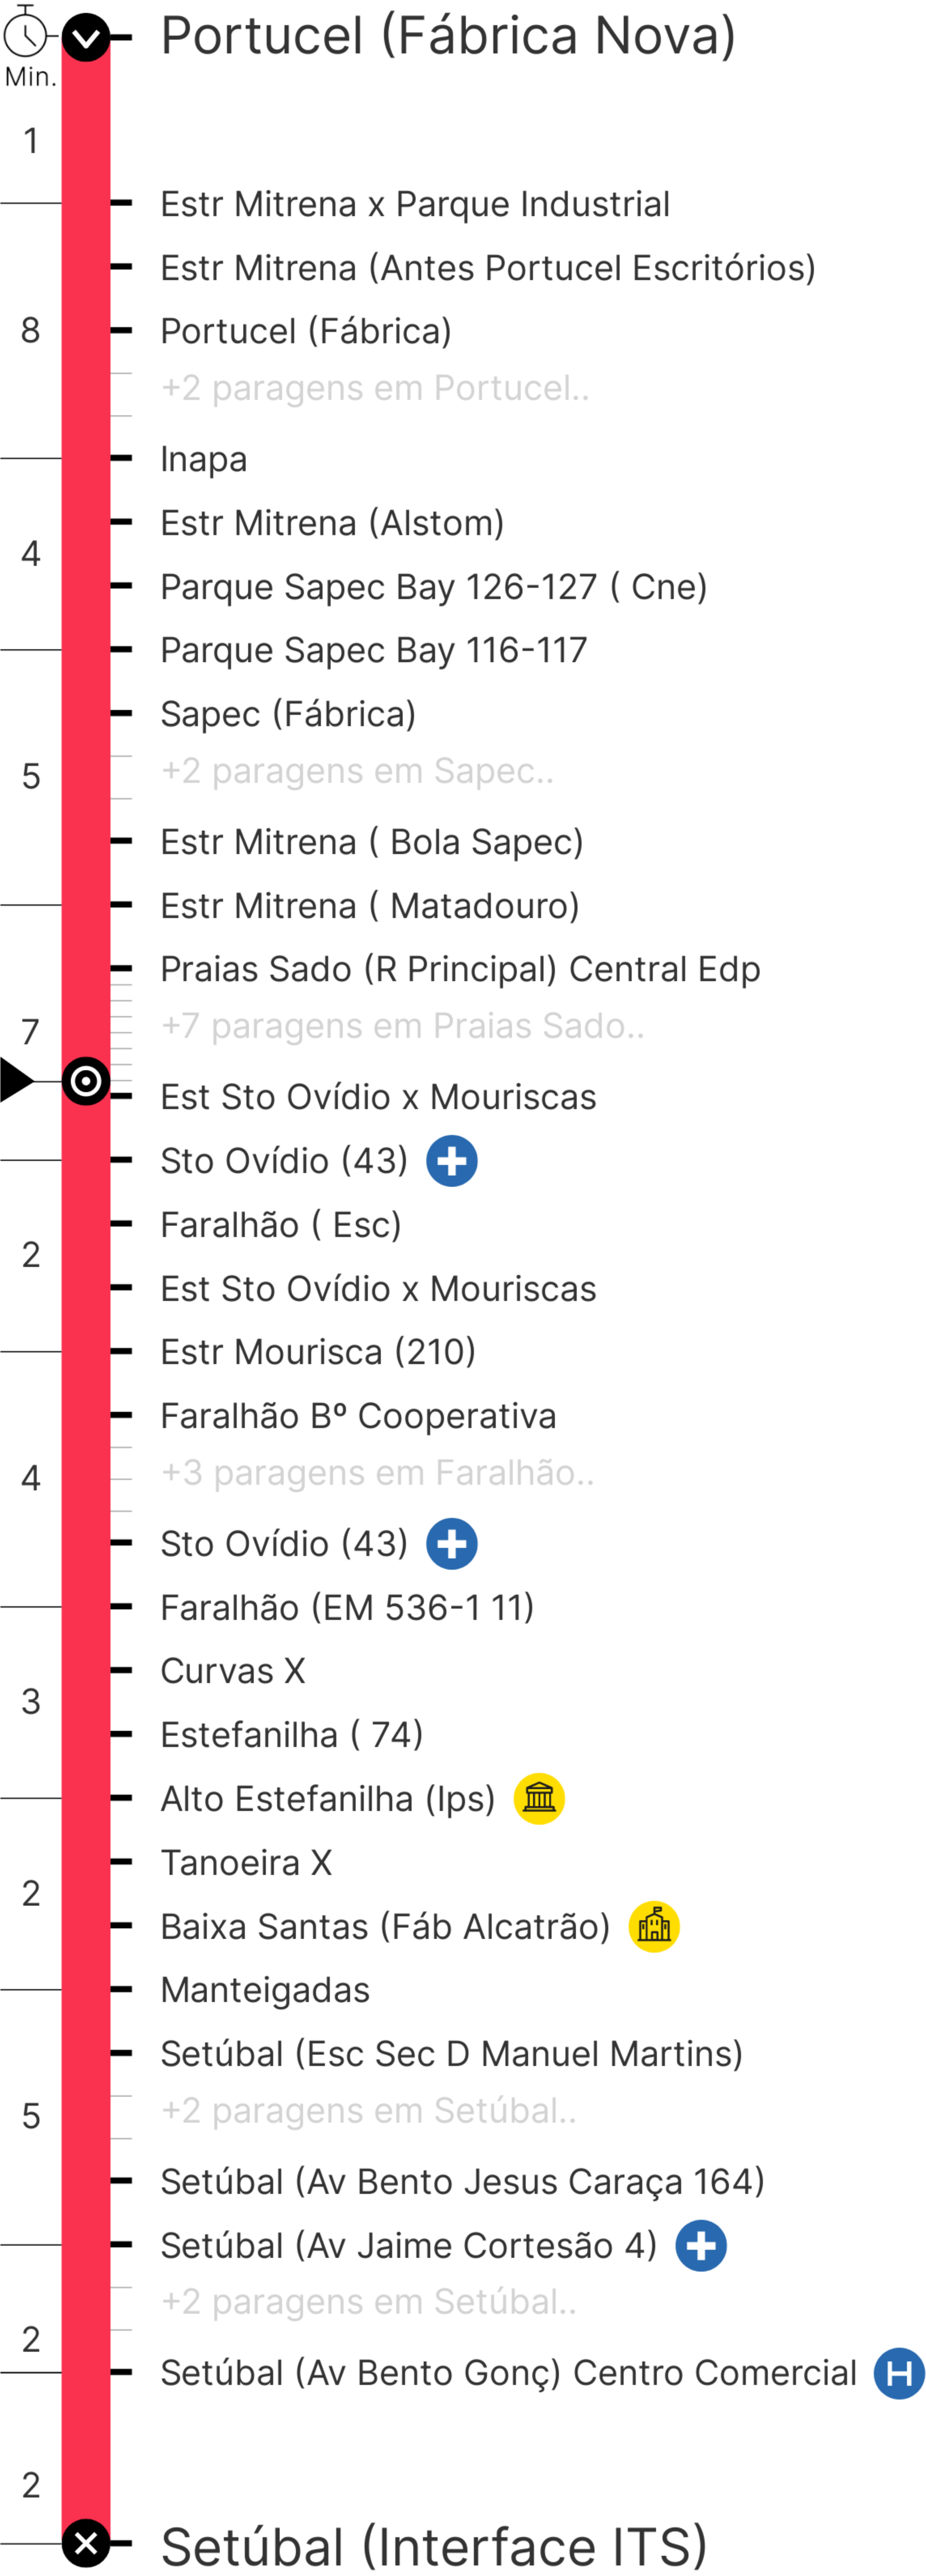 Portucel (Fábrica Nova)
Min.
1
Estr Mitrena x Parque Industrial
Estr Mitrena (Antes Portucel Escritórios)
8
Portucel (Fábrica)
+2 paragens em Portucel..
Inapa
Estr Mitrena (Alstom)
4
Parque Sapec Bay 126-127 ( Cne)
Parque Sapec Bay 116-117
Sapec (Fábrica)
5
+2 paragens em Sapec..
Estr Mitrena ( Bola Sapec)
Estr Mitrena ( Matadouro)
Praias Sado (R Principal) Central Edp
7
+7 paragens em Praias Sado..
Est Sto Ovídio x Mouriscas
Sto Ovídio (43)
Faralhão ( Esc)
2
Est Sto Ovídio x Mouriscas
Estr Mourisca (210)
Faralhão Bº Cooperativa
4
+3 paragens em Faralhão..
Sto Ovídio (43)
Faralhão (EM 536-1 11)
Curvas X
3
Estefanilha ( 74)
Alto Estefanilha (Ips)
Tanoeira X
2
Baixa Santas (Fáb Alcatrão)
Manteigadas
Setúbal (Esc Sec D Manuel Martins)
5
+2 paragens em Setúbal..
Setúbal (Av Bento Jesus Caraça 164)
Setúbal (Av Jaime Cortesão 4)
+2 paragens em Setúbal..
2
Setúbal (Av Bento Gonç) Centro Comercial H
2
Setúbal (Interface ITS)